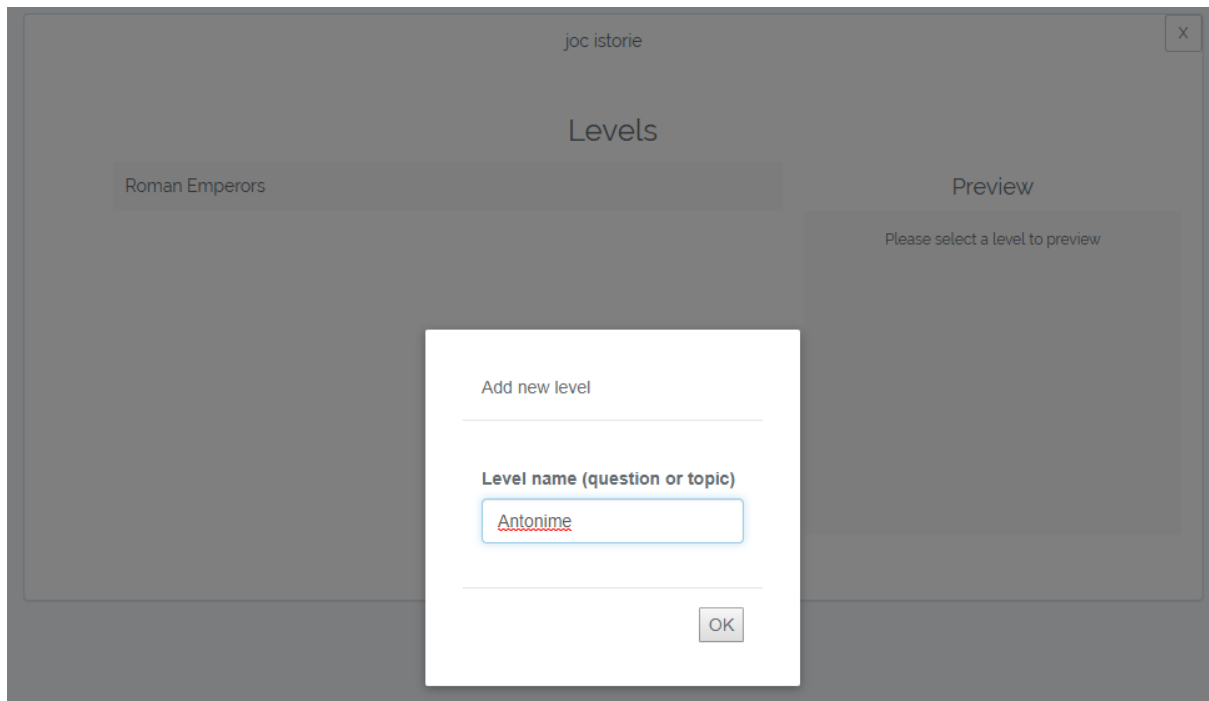 joc istorie
X
Levels
Roman Emperors
Preview
Please select a level to preview
Add new level
Level name (question or topic)
Antonime
OK